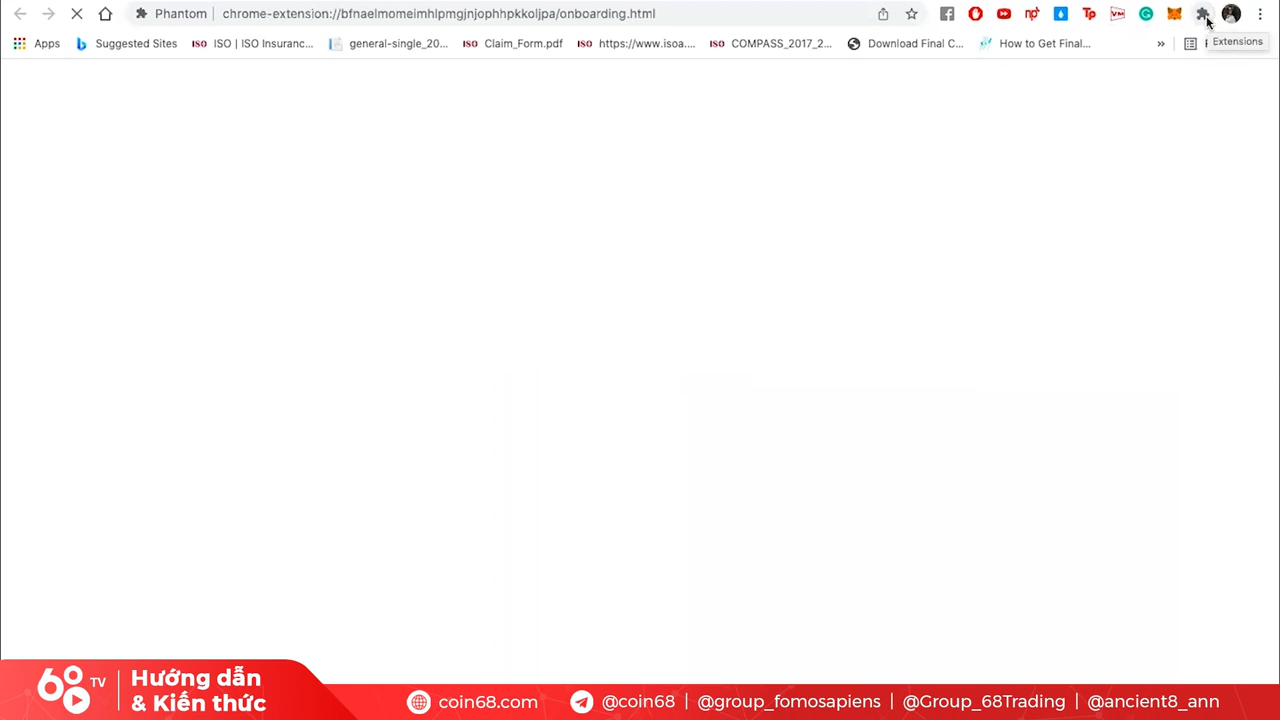 Phantom | chrome-extension://bfnaelmomeimhlpmgjnjophhpkkoljpa/onboarding.html
Apps Suggested Sites ISO ISO | ISO Insuranc... general-single_20... ISO Claim_Form.pdf ISO https://www.isoa.... ISO COMPASS_2017_2... Download Final C... How to Get Final... »
Extensions
68 TV
Hướng dẫn
& Kiến thức
coin68.com @coin68 | @group_fomosapiens | @Group_68Trading | @ancient8_ann